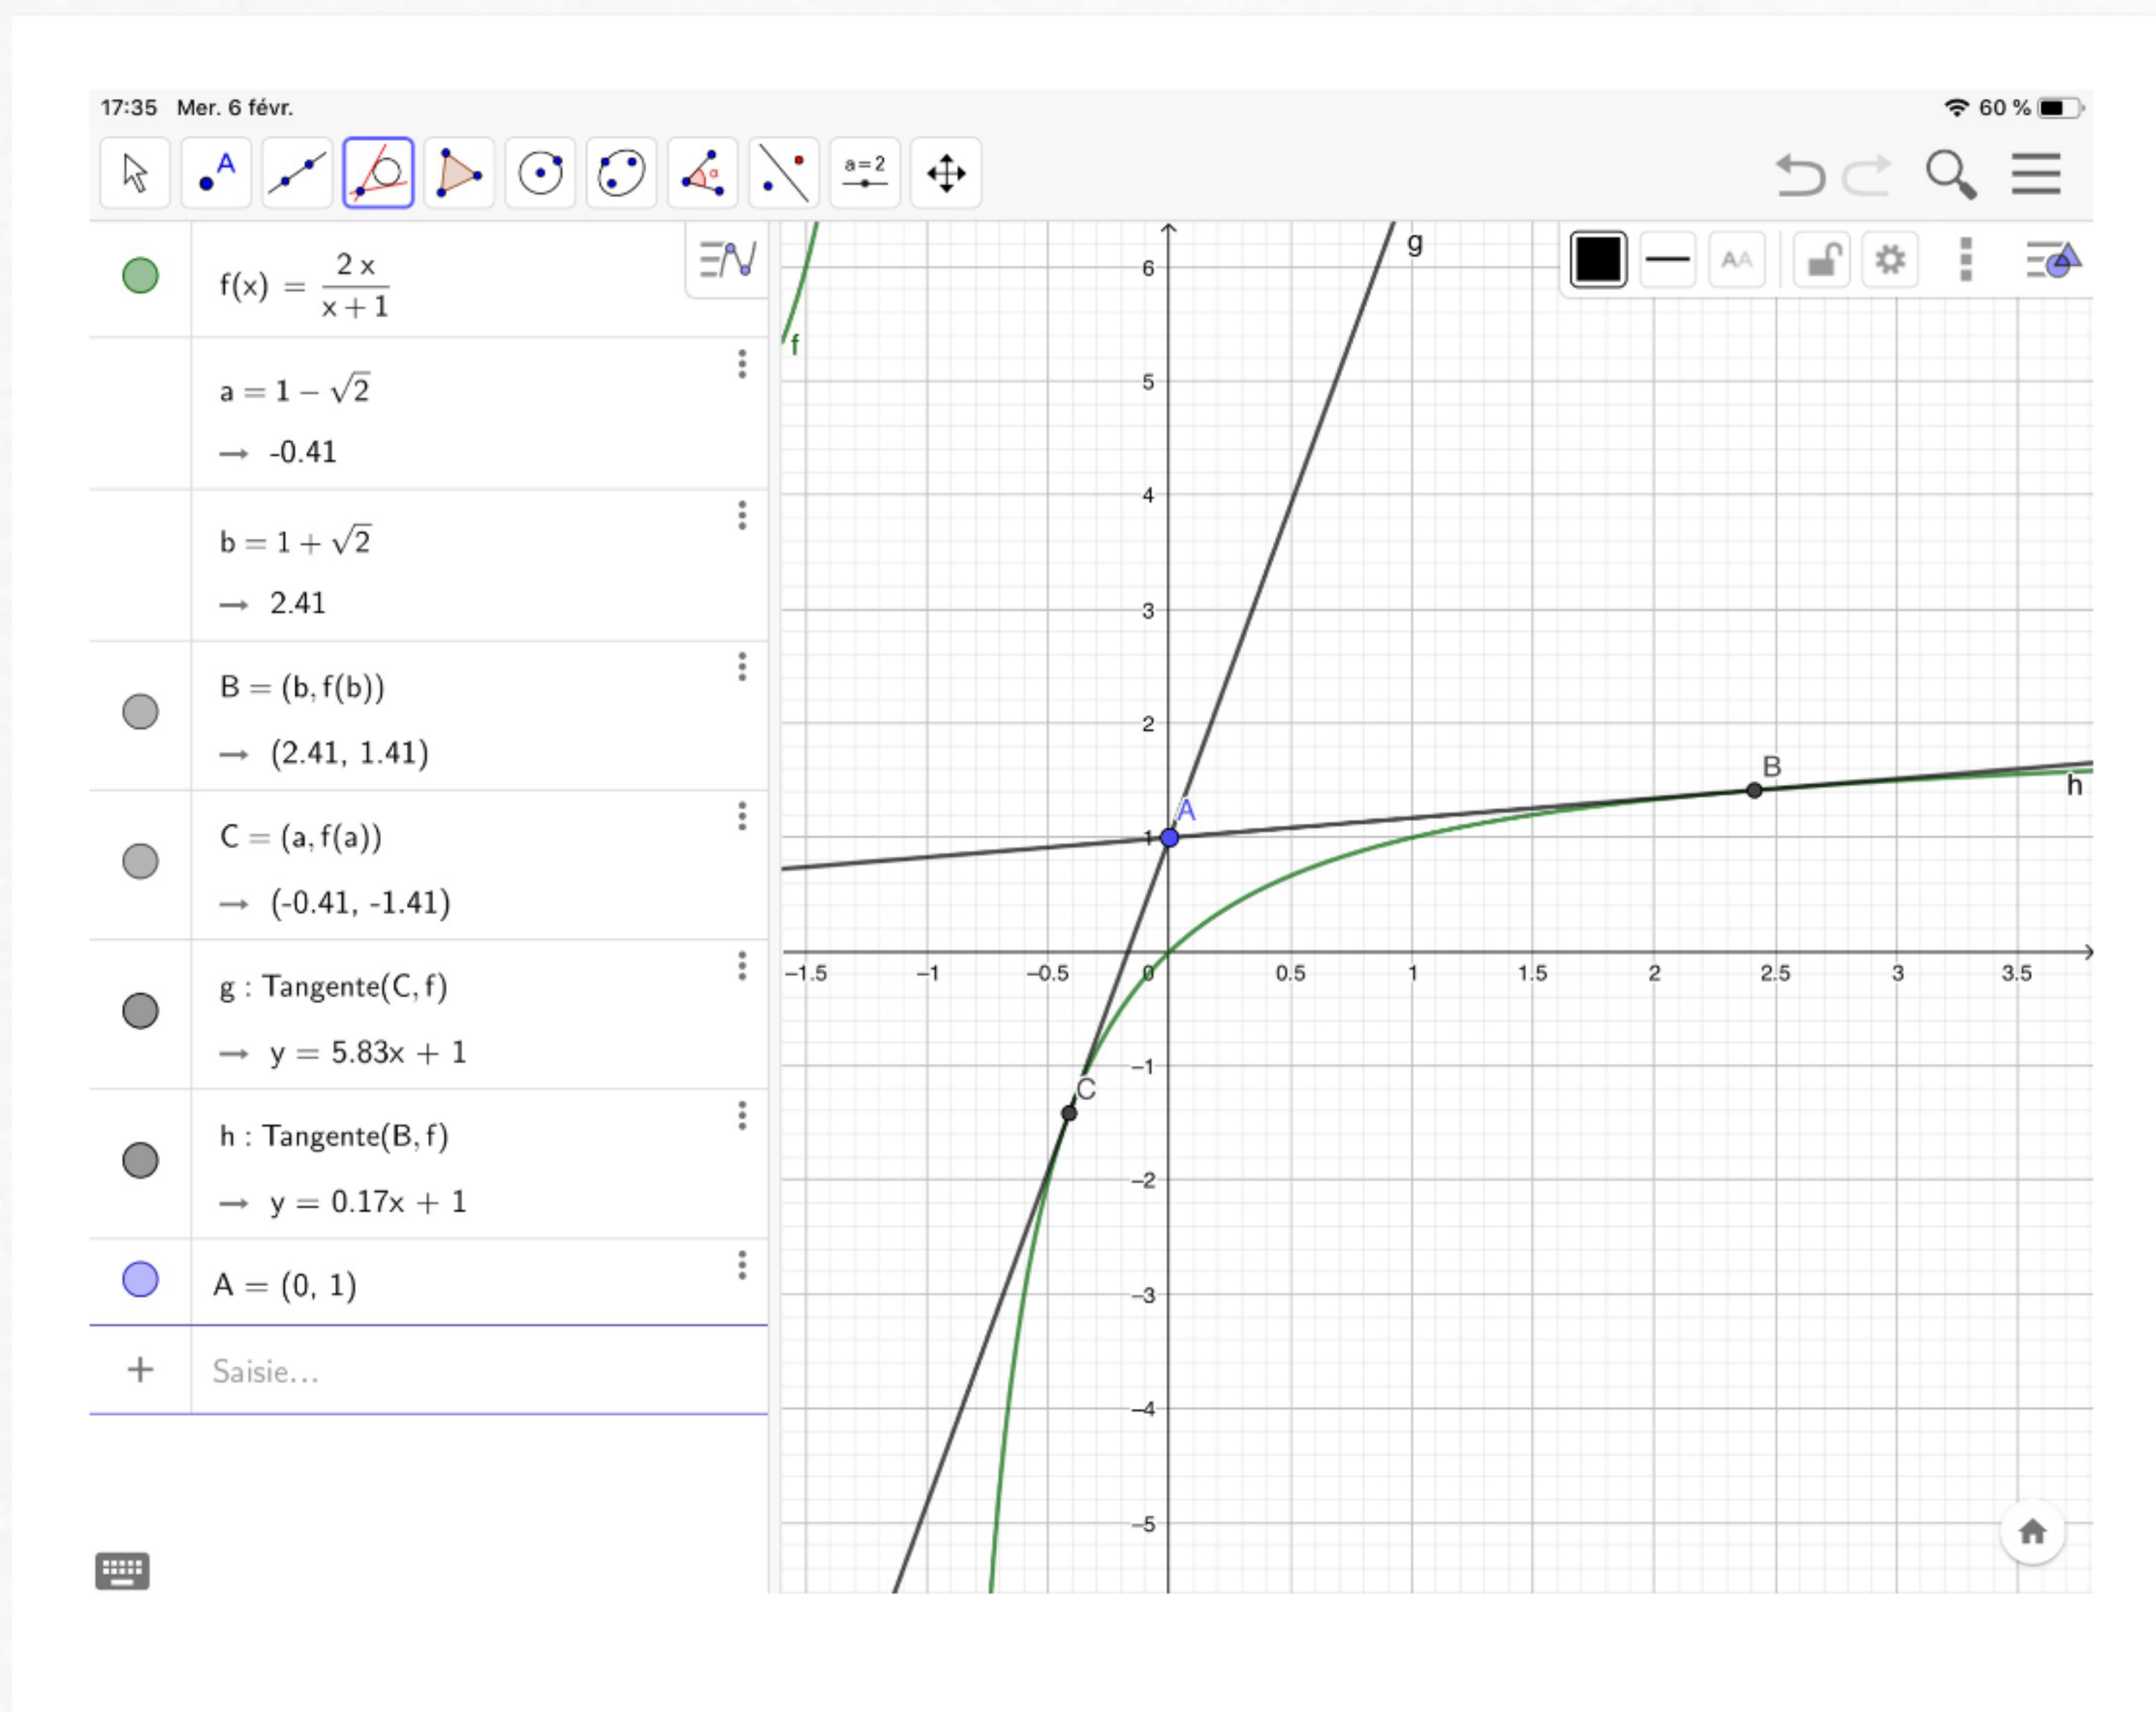 17:35 Mer. 6 févr.
60 %
A
α
a=2
f(x) = 2 x / x + 1
a = 1 − √2
→ -0.41
b = 1 + √2
→ 2.41
B = (b, f(b))
→ (2.41, 1.41)
C = (a, f(a))
→ (-0.41, -1.41)
g : Tangente(C, f)
→ y = 5.83x + 1
h : Tangente(B, f)
→ y = 0.17x + 1
A = (0, 1)
+ Saisie…
AA
g
f
6
5
4
3
2
1
A
B
h
−1.5 −1 −0.5 0 0.5 1 1.5 2 2.5 3 3.5
−1
C
−2
−3
−4
−5